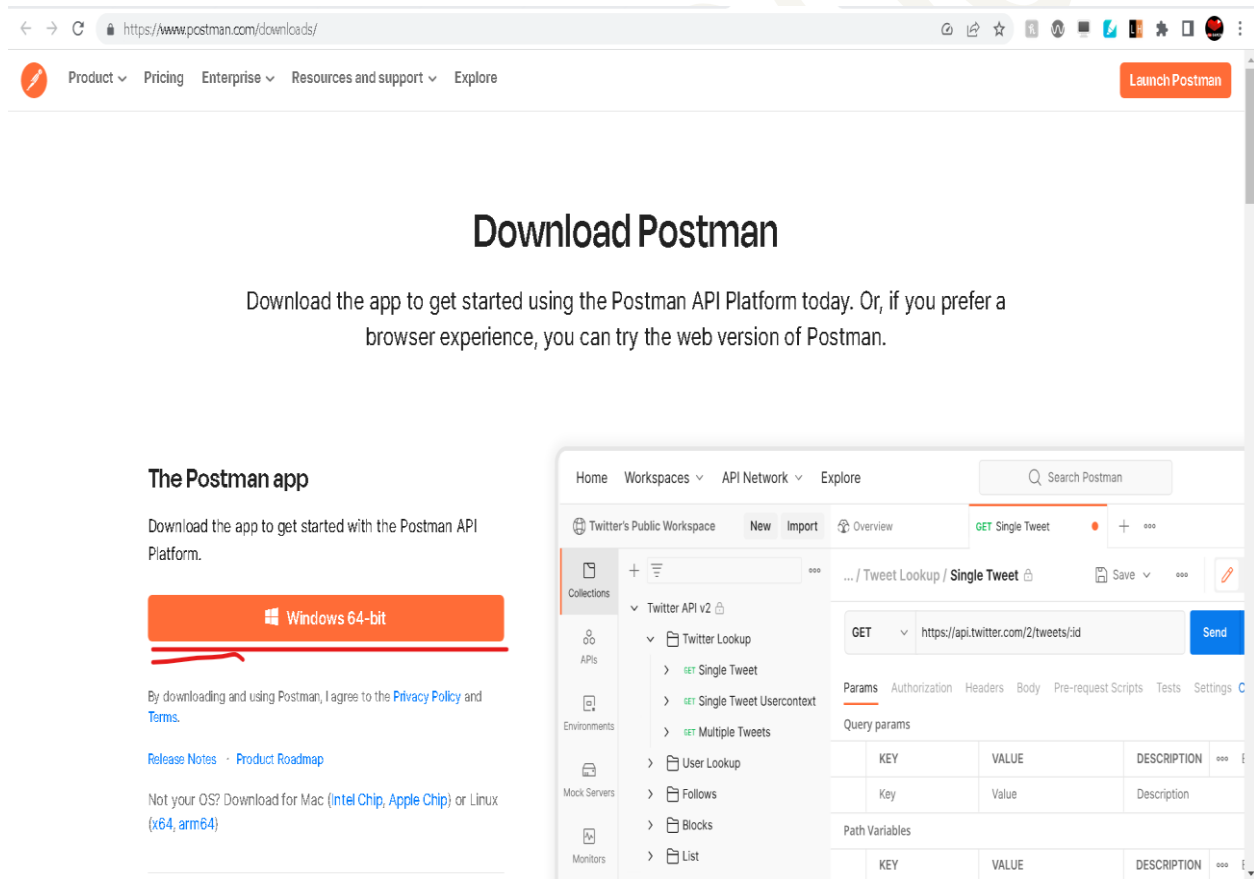 https://www.postman.com/downloads/
Product Pricing Enterprise Resources and support Explore
Launch Postman
Download Postman
Download the app to get started using the Postman API Platform today. Or, if you prefer a
browser experience, you can try the web version of Postman.
The Postman app
Download the app to get started with the Postman API
Platform.
Windows 64-bit
By downloading and using Postman, I agree to the Privacy Policy and
Terms.
Release Notes · Product Roadmap
Not your OS? Download for Mac (Intel Chip, Apple Chip) or Linux
(x64, arm64)
Home Workspaces API Network Explore
Search Postman
Twitter's Public Workspace New Import
Overview
GET Single Tweet
Collections
APIs
Environments
Mock Servers
Monitors
Twitter API v2
Twitter Lookup
GET Single Tweet
GET Single Tweet Usercontext
GET Multiple Tweets
User Lookup
Follows
Blocks
List
... / Tweet Lookup / Single Tweet
Save
GET https://api.twitter.com/2/tweets/:id
Send
Params Authorization Headers Body Pre-request Scripts Tests Settings
Query params
KEY VALUE DESCRIPTION
Key Value Description
Path Variables
KEY VALUE DESCRIPTION